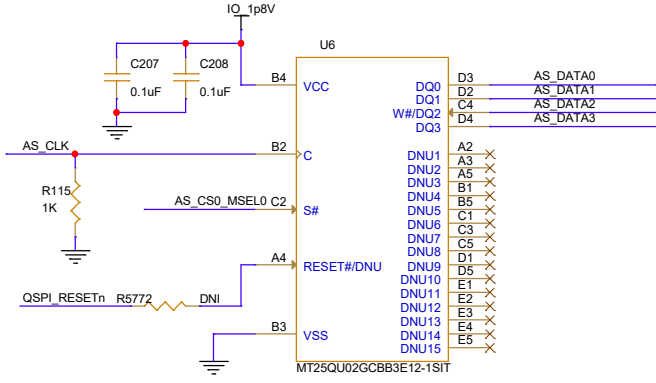 IO_1p8V
U6
C207
0.1uF
C208
0.1uF
B4
VCC
AS_CLK
B2
C
R115
1K
AS_CS0_MSEL0
C2
S#
A4
RESET#/DNU
QSPI_RESETn
R5772
DNI
B3
VSS
DQ0
D3
AS_DATA0
DQ1
D2
AS_DATA1
W#/DQ2
C4
AS_DATA2
DQ3
D4
AS_DATA3
DNU1
A2
DNU2
A3
DNU3
A5
DNU4
B1
DNU5
B5
DNU6
C1
DNU7
C3
DNU8
C5
DNU9
D1
DNU10
D5
DNU11
E1
DNU12
E2
DNU13
E3
DNU14
E4
DNU15
E5
MT25QU02GCBB3E12-1SIT